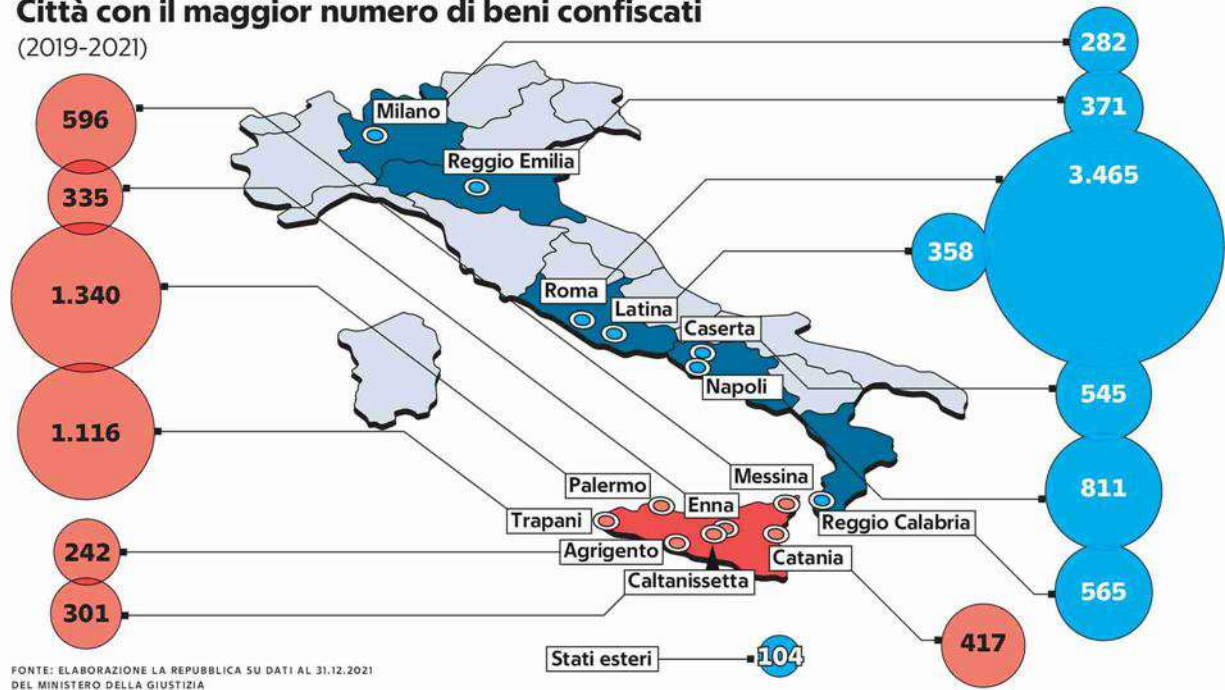 Città con il maggior numero di beni confiscati
(2019-2021)
282
596
Milano
371
Reggio Emilia
3.465
335
358
1.340
Roma
Latina
Caserta
Napoli
545
1.116
Messina
Palermo
811
Enna
Trapani
Reggio Calabria
242
Agrigento
Catania
Caltanissetta
565
301
417
Stati esteri
104
FONTE: ELABORAZIONE LA REPUBBLICA SU DATI AL 31.12.2021
DEL MINISTERO DELLA GIUSTIZIA